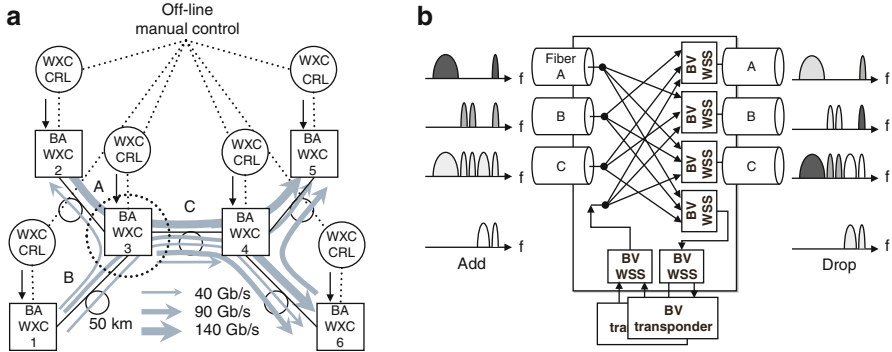 a
Off-line
manual control
WXC
CRL
WXC
CRL
WXC
CRL
WXC
CRL
WXC
CRL
WXC
CRL
BA
WXC
2
BA
WXC
5
A
C
BA
WXC
3
BA
WXC
4
B
50 km
40 Gb/s
90 Gb/s
140 Gb/s
BA
WXC
1
BA
WXC
6
b
f
Fiber
A
BV
WSS
A
f
f
B
BV
WSS
B
f
f
C
BV
WSS
C
f
BV
WSS
f
Add
f
Drop
BV
WSS
BV
WSS
tra
BV
transponder